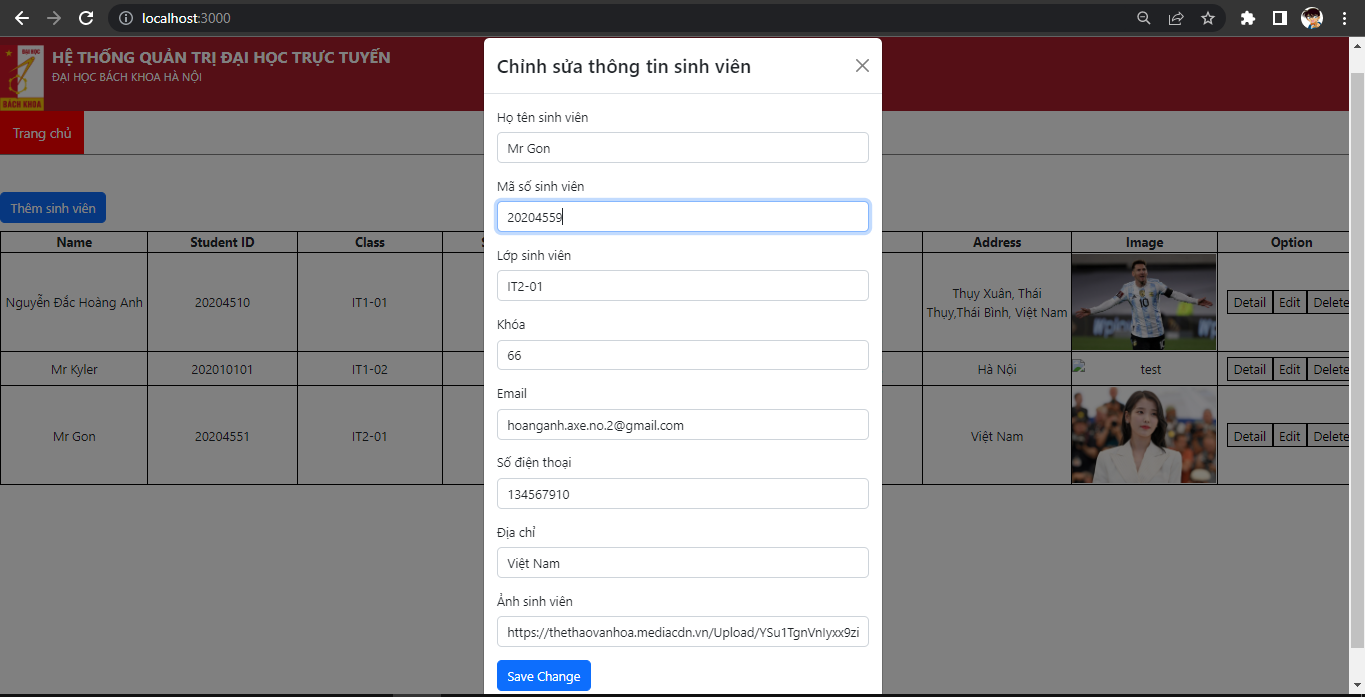 localhost:3000
ĐẠI HỌC
BÁCH KHOA
HỆ THỐNG QUẢN TRỊ ĐẠI HỌC TRỰC TUYẾN
ĐẠI HỌC BÁCH KHOA HÀ NỘI
Trang chủ
Thêm sinh viên
Name Student ID Class Address Image Option
Nguyễn Đắc Hoàng Anh 20204510 IT1-01 Thụy Xuân, Thái
Thụy,Thái Bình, Việt Nam Detail Edit Delete
Mr Kyler 202010101 IT1-02 Hà Nội test Detail Edit Delete
Mr Gon 20204551 IT2-01 Việt Nam Detail Edit Delete
Chỉnh sửa thông tin sinh viên
Họ tên sinh viên
Mr Gon
Mã số sinh viên
20204559
Lớp sinh viên
IT2-01
Khóa
66
Email
hoanganh.axe.no.2@gmail.com
Số điện thoại
134567910
Địa chỉ
Việt Nam
Ảnh sinh viên
https://thethaovanhoa.mediacdn.vn/Upload/YSu1TgnVnIyxx9zi
Save Change